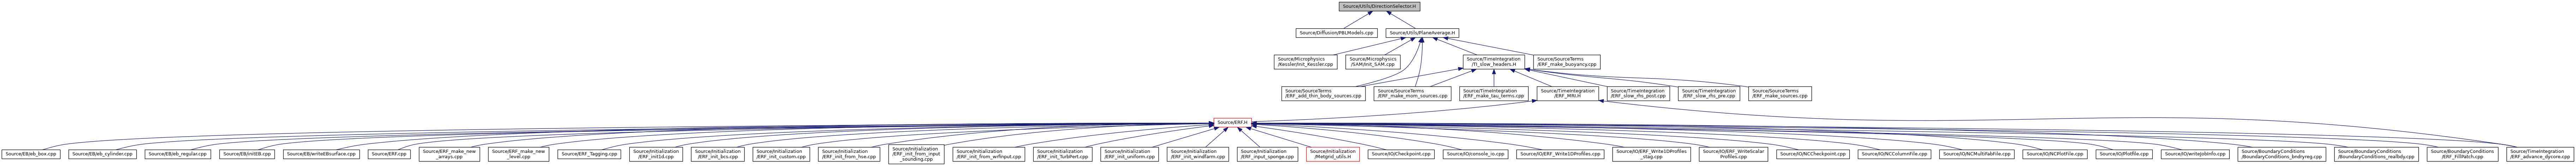 Source/Utils/DirectionSelector.H
Source/Diffusion/PBLModels.cpp
Source/Utils/PlaneAverage.H
Source/Microphysics
/Kessler/Init_Kessler.cpp
Source/Microphysics
/SAM/Init_SAM.cpp
Source/TimeIntegration
/TI_slow_headers.H
Source/SourceTerms
/ERF_make_buoyancy.cpp
Source/SourceTerms
/ERF_add_thin_body_sources.cpp
Source/SourceTerms
/ERF_make_mom_sources.cpp
Source/TimeIntegration
/ERF_make_tau_terms.cpp
Source/TimeIntegration
/ERF_MRI.H
Source/TimeIntegration
/ERF_slow_rhs_post.cpp
Source/TimeIntegration
/ERF_slow_rhs_pre.cpp
Source/SourceTerms
/ERF_make_sources.cpp
Source/ERF.H
Source/EB/eb_box.cpp
Source/EB/eb_cylinder.cpp
Source/EB/eb_regular.cpp
Source/EB/initEB.cpp
Source/EB/writeEBsurface.cpp
Source/ERF.cpp
Source/ERF_make_new
_arrays.cpp
Source/ERF_make_new
_level.cpp
Source/ERF_Tagging.cpp
Source/Initialization
/ERF_init1d.cpp
Source/Initialization
/ERF_init_bcs.cpp
Source/Initialization
/ERF_init_custom.cpp
Source/Initialization
/ERF_init_from_hse.cpp
Source/Initialization
/ERF_init_from_input
_sounding.cpp
Source/Initialization
/ERF_init_from_wrfinput.cpp
Source/Initialization
/ERF_init_TurbPert.cpp
Source/Initialization
/ERF_init_uniform.cpp
Source/Initialization
/ERF_init_windfarm.cpp
Source/Initialization
/ERF_input_sponge.cpp
Source/Initialization
/Metgrid_utils.H
Source/IO/Checkpoint.cpp
Source/IO/console_io.cpp
Source/IO/ERF_Write1DProfiles.cpp
Source/IO/ERF_Write1DProfiles
_stag.cpp
Source/IO/ERF_WriteScalar
Profiles.cpp
Source/IO/NCCheckpoint.cpp
Source/IO/NCColumnFile.cpp
Source/IO/NCMultiFabFile.cpp
Source/IO/NCPlotFile.cpp
Source/IO/Plotfile.cpp
Source/IO/writeJobInfo.cpp
Source/BoundaryConditions
/BoundaryConditions_bndryreg.cpp
Source/BoundaryConditions
/BoundaryConditions_realbdy.cpp
Source/BoundaryConditions
/ERF_FillPatch.cpp
Source/TimeIntegration
/ERF_advance_dycore.cpp